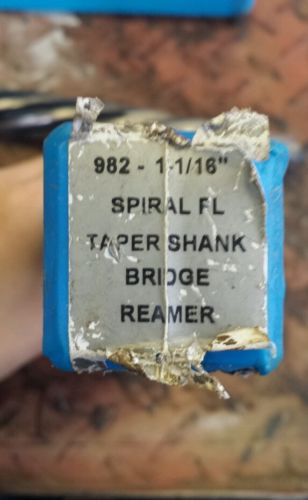 982 - 1-1/16"
SPIRAL FL
TAPER SHANK
BRIDGE
REAMER